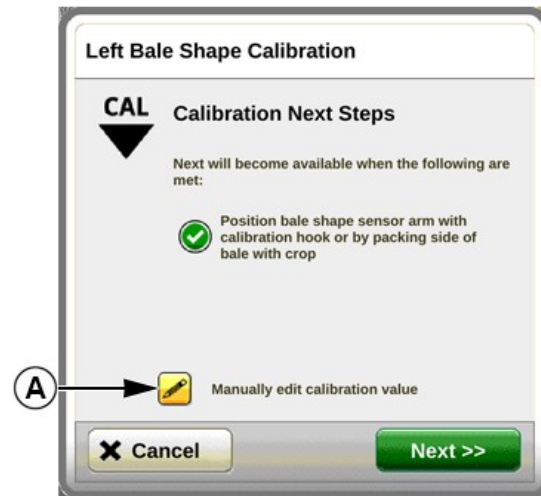 Left Bale Shape Calibration
CAL
Calibration Next Steps
Next will become available when the following are
met:
Position bale shape sensor arm with
calibration hook or by packing side of
bale with crop
A
Manually edit calibration value
Cancel
Next >>